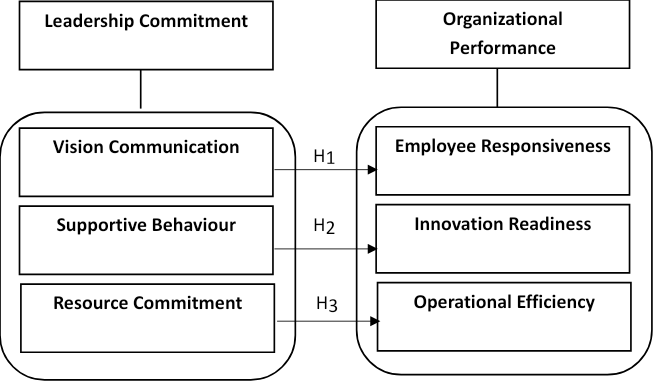 Leadership Commitment
Organizational
Performance
Vision Communication
H1
Employee Responsiveness
Supportive Behaviour
H2
Innovation Readiness
Resource Commitment
H3
Operational Efficiency